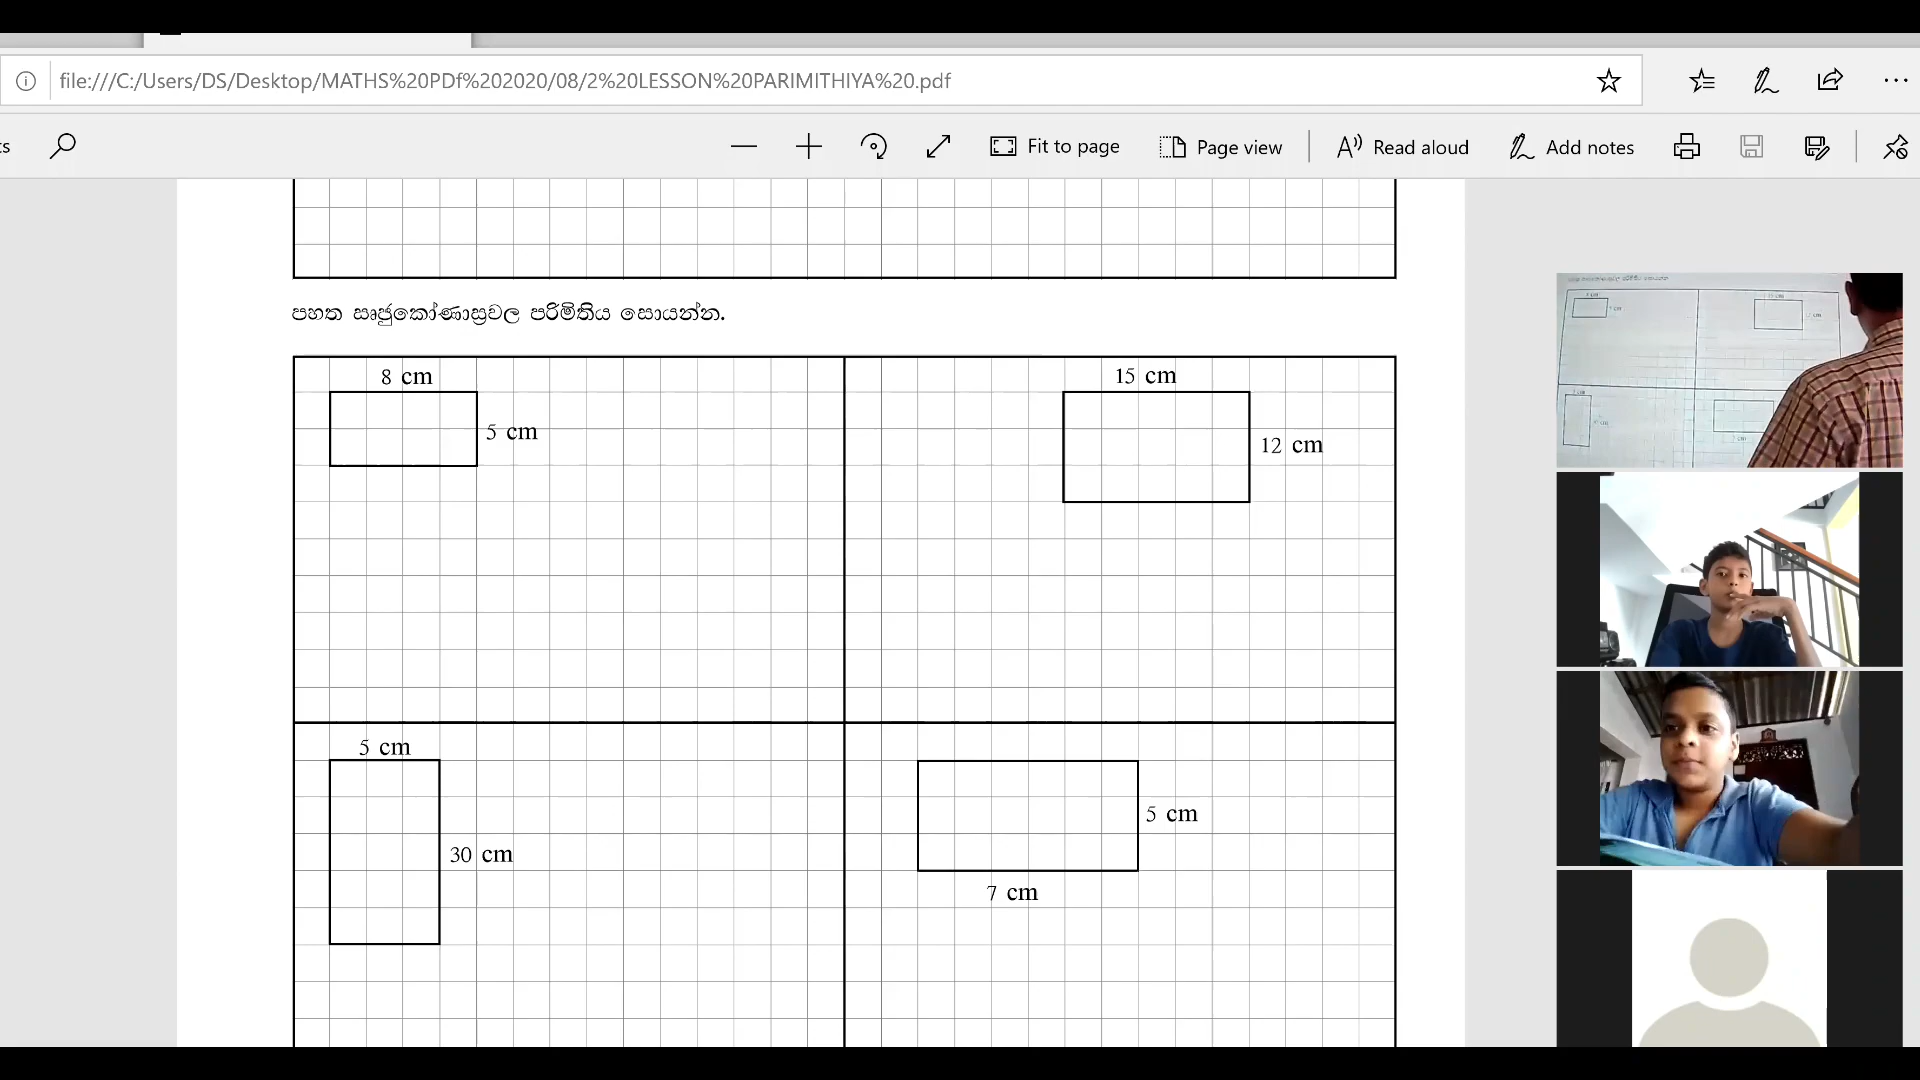 file:///C:/Users/DS/Desktop/MATHS%20PDf%202020/08/2%20LESSON%20PARIMITHIYA%20.pdf
Fit to page
Page view
Read aloud
Add notes
පහත සෘජුකෝණාස්‍රවල පරිමිතිය සොයන්න.
8 cm
5 cm
15 cm
12 cm
5 cm
30 cm
5 cm
7 cm